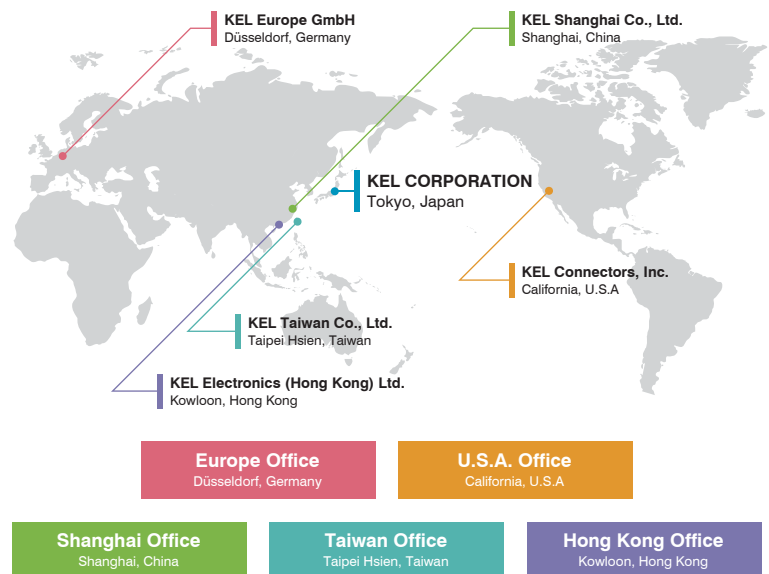 KEL Europe GmbH
Düsseldorf, Germany
KEL Shanghai Co., Ltd.
Shanghai, China
KEL CORPORATION
Tokyo, Japan
KEL Connectors, Inc.
California, U.S.A
KEL Taiwan Co., Ltd.
Taipei Hsien, Taiwan
KEL Electronics (Hong Kong) Ltd.
Kowloon, Hong Kong
Europe Office
Düsseldorf, Germany
U.S.A. Office
California, U.S.A
Shanghai Office
Shanghai, China
Taiwan Office
Taipei Hsien, Taiwan
Hong Kong Office
Kowloon, Hong Kong